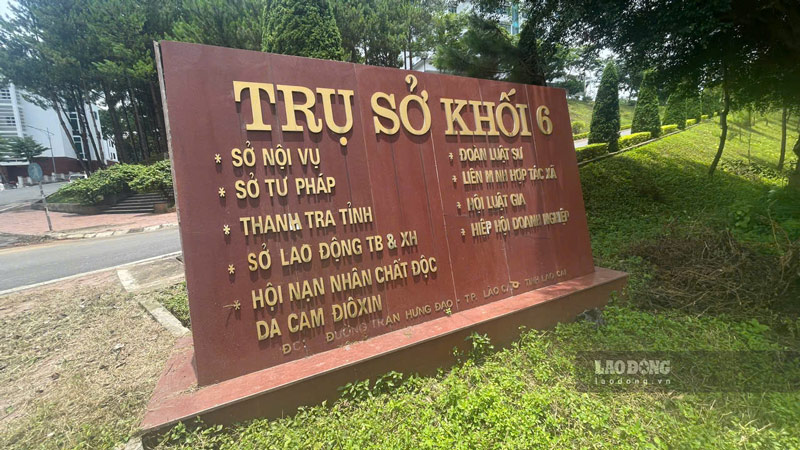 TRỤ SỞ KHỐI 6
* SỞ NỘI VỤ
* SỞ TƯ PHÁP
* THANH TRA TỈNH
* SỞ LAO ĐỘNG TB & XH
* HỘI NẠN NHÂN CHẤT ĐỘC
DA CAM ĐIÔXIN
* ĐOÀN LUẬT SƯ
* LIÊN M NH HỢP TÁC XÃ
* HỘI LUẬT GIA
* HIỆP HỘI DOANH NGHIỆP
ĐC: ĐƯỜNG TRẦN HƯNG ĐẠO - TP. LÀO CAI - TỈNH LÀO CAI
LAO ĐỘNG
laodong.vn